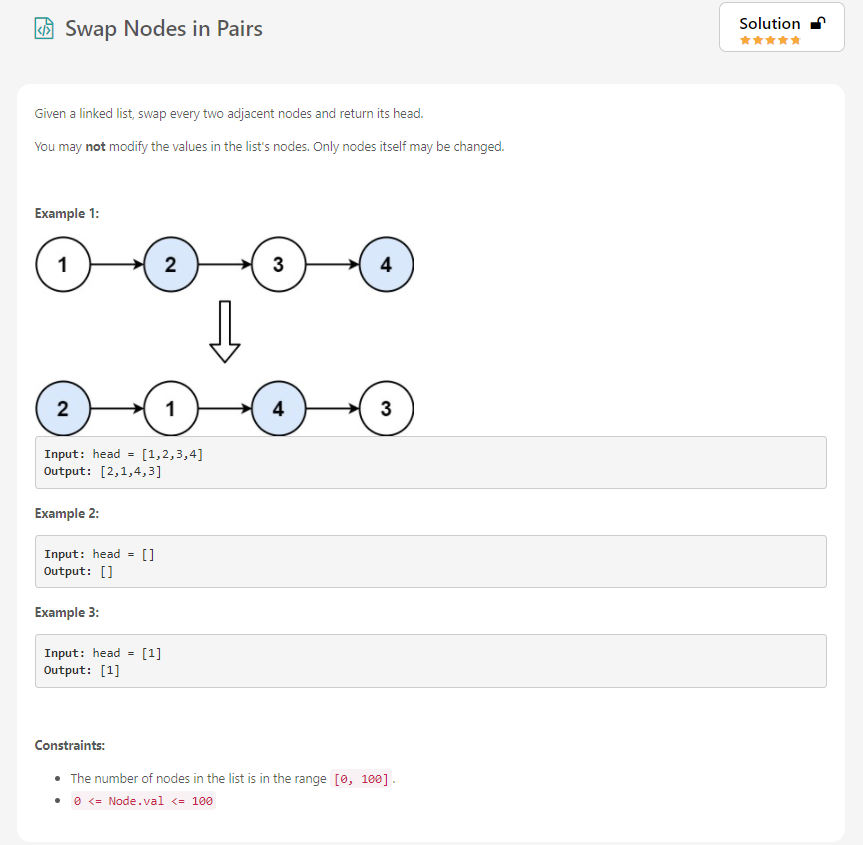 Swap Nodes in Pairs
Solution
Given a linked list, swap every two adjacent nodes and return its head.
You may not modify the values in the list's nodes. Only nodes itself may be changed.
Example 1:
1 2 3 4
2 1 4 3
Input: head = [1,2,3,4]
Output: [2,1,4,3]
Example 2:
Input: head = []
Output: []
Example 3:
Input: head = [1]
Output: [1]
Constraints:
The number of nodes in the list is in the range [0, 100] .
0 <= Node.val <= 100